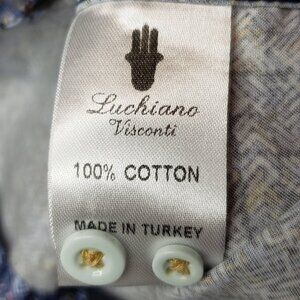 Luchiano
Visconti
100% COTTON
MADE IN TURKEY